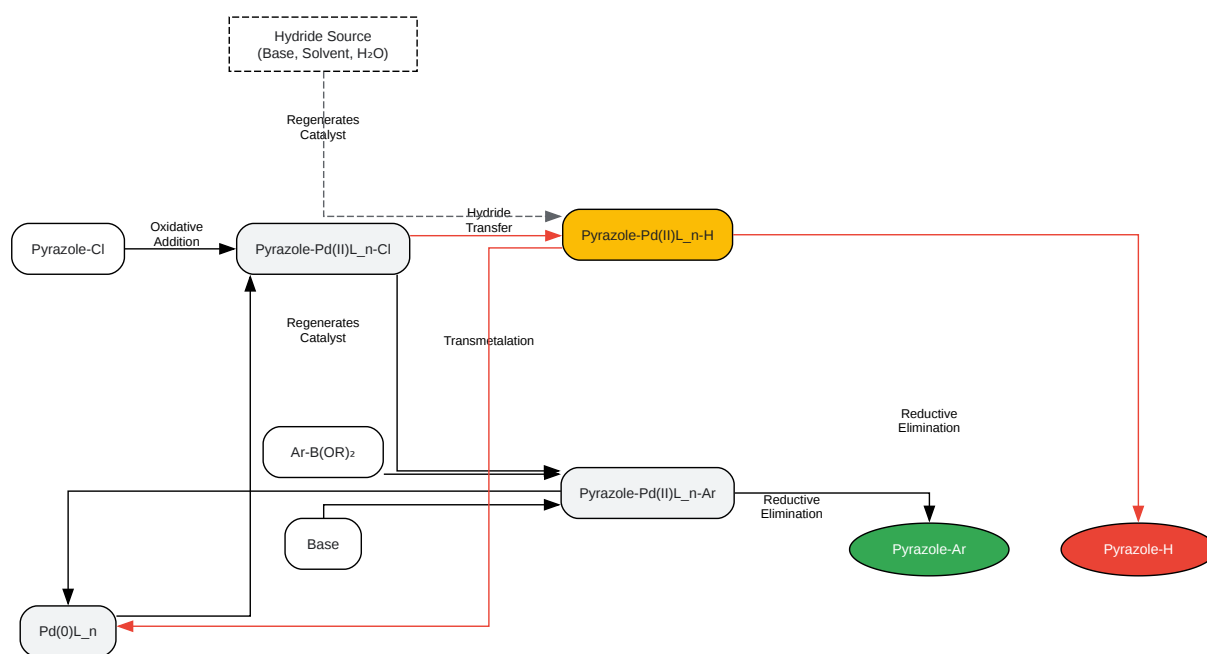 Hydride Source
(Base, Solvent, H₂O)
Regenerates
Catalyst
Oxidative
Addition
Hydride
Transfer
Pyrazole-Cl
Pyrazole-Pd(II)L_n-Cl
Pyrazole-Pd(II)L_n-H
Regenerates
Catalyst
Transmetalation
Reductive
Elimination
Ar-B(OR)₂
Pyrazole-Pd(II)L_n-Ar
Reductive
Elimination
Base
Pyrazole-Ar
Pyrazole-H
Pd(0)L_n